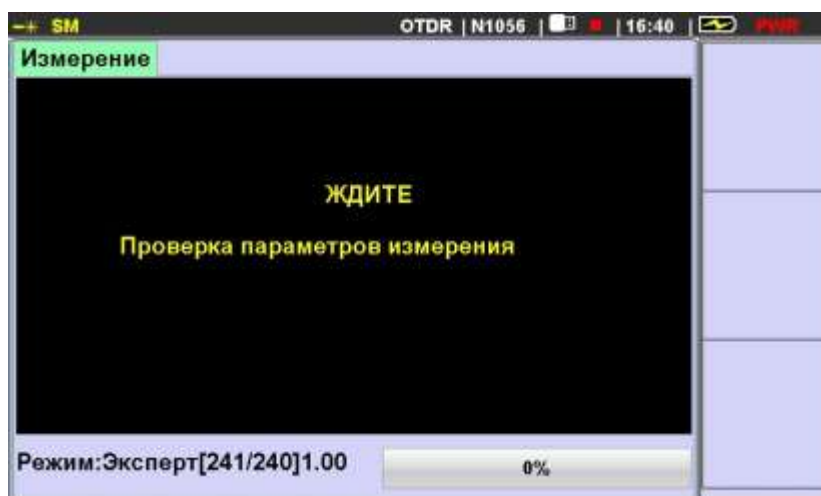 SM OTDR | N1056 | | 16:40 | PWR
Измерение
ЖДИТЕ
Проверка параметров измерения
Режим:Эксперт[241/240]1.00 0%